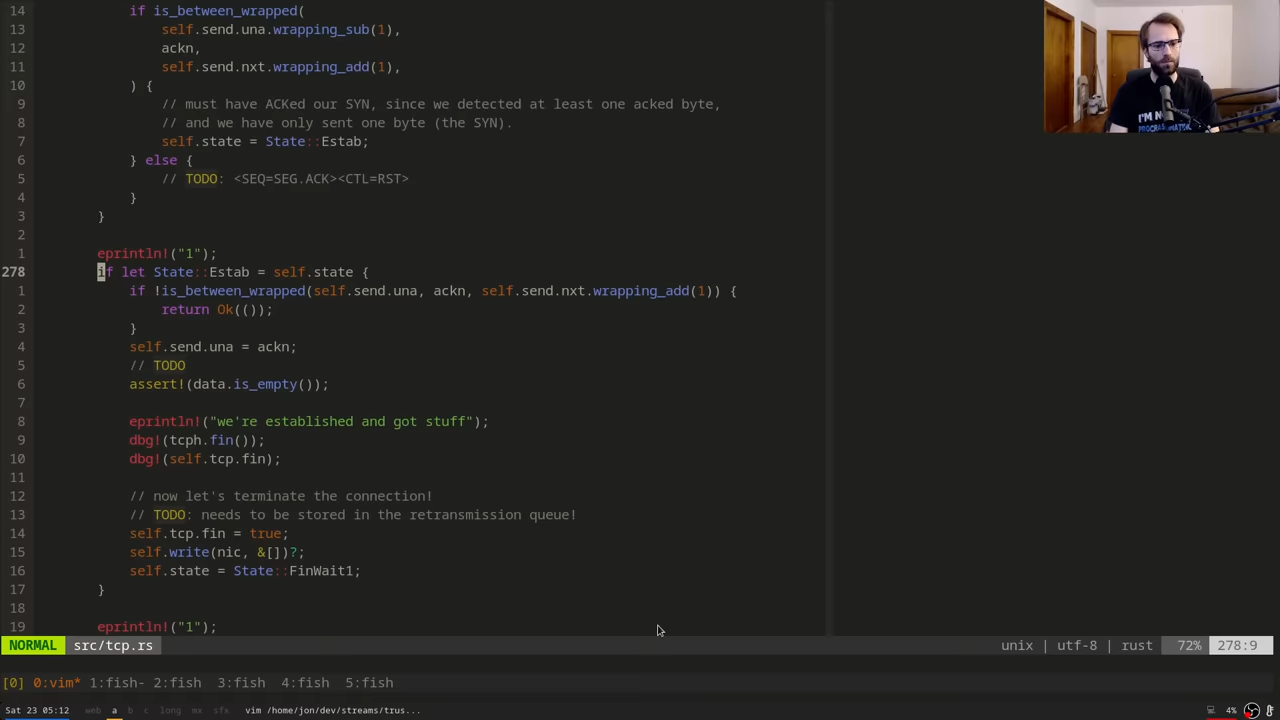 14 if is_between_wrapped(
13 self.send.una.wrapping_sub(1),
12 ackn,
11 self.send.nxt.wrapping_add(1),
10 ) {
9 // must have ACKed our SYN, since we detected at least one acked byte,
8 // and we have only sent one byte (the SYN).
7 self.state = State::Estab;
6 } else {
5 // TODO: <SEQ=SEG.ACK><CTL=RST>
4 }
3 }
2
1 eprintln!("1");
278 if let State::Estab = self.state {
1 if !is_between_wrapped(self.send.una, ackn, self.send.nxt.wrapping_add(1)) {
2 return Ok(());
3 }
4 self.send.una = ackn;
5 // TODO
6 assert!(data.is_empty());
7
8 eprintln!("we're established and got stuff");
9 dbg!(tcph.fin());
10 dbg!(self.tcp.fin);
11
12 // now let's terminate the connection!
13 // TODO: needs to be stored in the retransmission queue!
14 self.tcp.fin = true;
15 self.write(nic, &[])?;
16 self.state = State::FinWait1;
17 }
18
19 eprintln!("1");
NORMAL src/tcp.rs unix | utf-8 | rust 72% 278:9
[0] 0:vim* 1:fish- 2:fish 3:fish 4:fish 5:fish
Sat 23 05:12 web a b c long mx sfx vim /home/jon/dev/streams/trus... 4%
I'M NO
PROGRAMMATOR